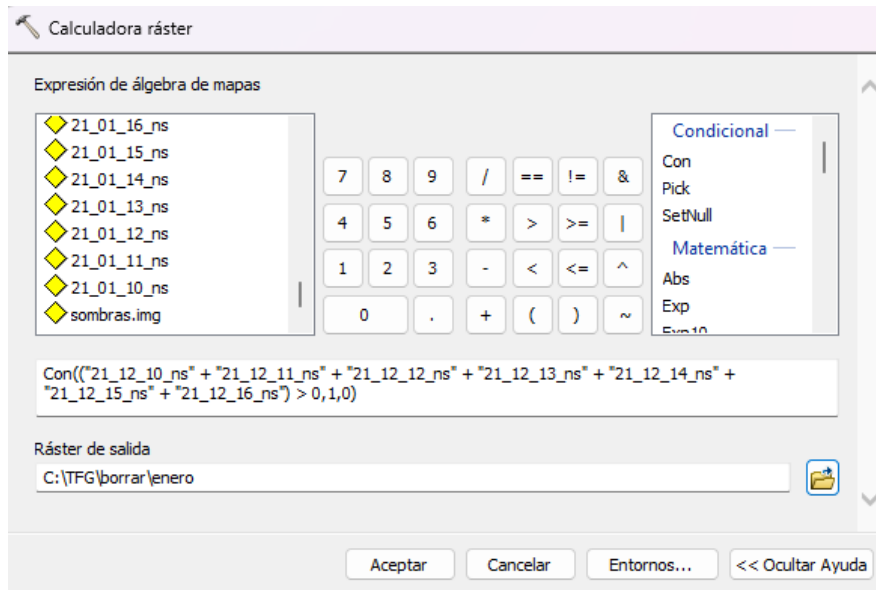 Calculadora ráster
Expresión de álgebra de mapas
21_01_16_ns
21_01_15_ns
21_01_14_ns
21_01_13_ns
21_01_12_ns
21_01_11_ns
21_01_10_ns
sombras.img
7 8 9 / == != &
4 5 6 * > >= |
1 2 3 - < <= ^
0 . + ( ) ~
Condicional
Con
Pick
SetNull
Matemática
Abs
Exp
Exp10
Con(("21_12_10_ns" + "21_12_11_ns" + "21_12_12_ns" + "21_12_13_ns" + "21_12_14_ns" +
"21_12_15_ns" + "21_12_16_ns") > 0,1,0)
Ráster de salida
C:\TFG\borrar\enero
Aceptar Cancelar Entornos... << Ocultar Ayuda